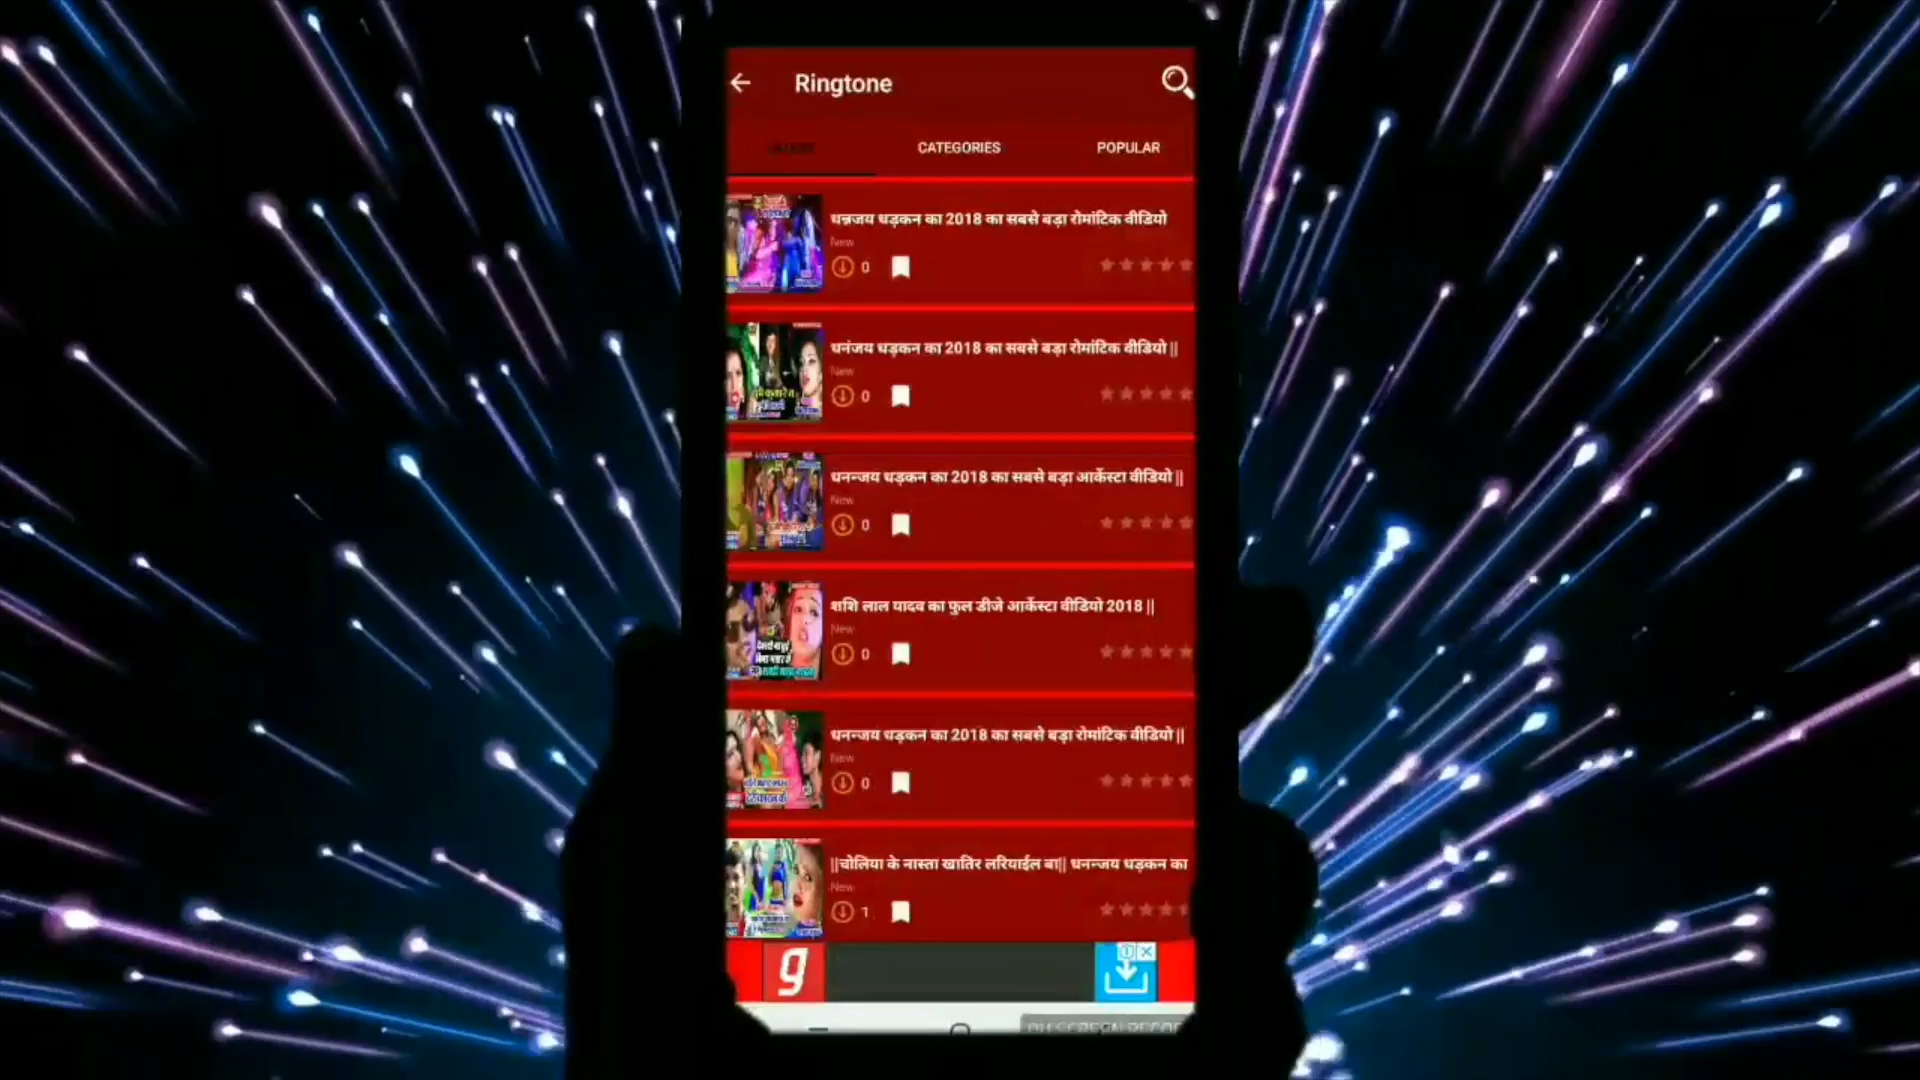 Ringtone
CATEGORIES
POPULAR
धन्नजय धड़कन का 2018 का सबसे बड़ा रोमांटिक वीडियो
New
0
धनंजय धड़कन का 2018 का सबसे बड़ा रोमांटिक वीडियो ||
New
0
धनन्जय धड़कन का 2018 का सबसे बड़ा आर्केस्टा वीडियो ||
New
0
शशि लाल यादव का फुल डीजे आर्केस्टा वीडियो 2018 ||
New
0
धनन्जय धड़कन का 2018 का सबसे बड़ा रोमांटिक वीडियो ||
New
0
||चोलिया के नास्ता खातिर लरियाईल बा|| धनन्जय धड़कन का
New
1
g